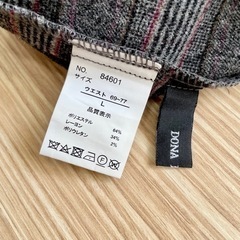 NO. 84601
サイズ
ウエスト 69-77
L
品質表示
ポリエステル 64%
レーヨン 34%
ポリウレタン 2%
DONA